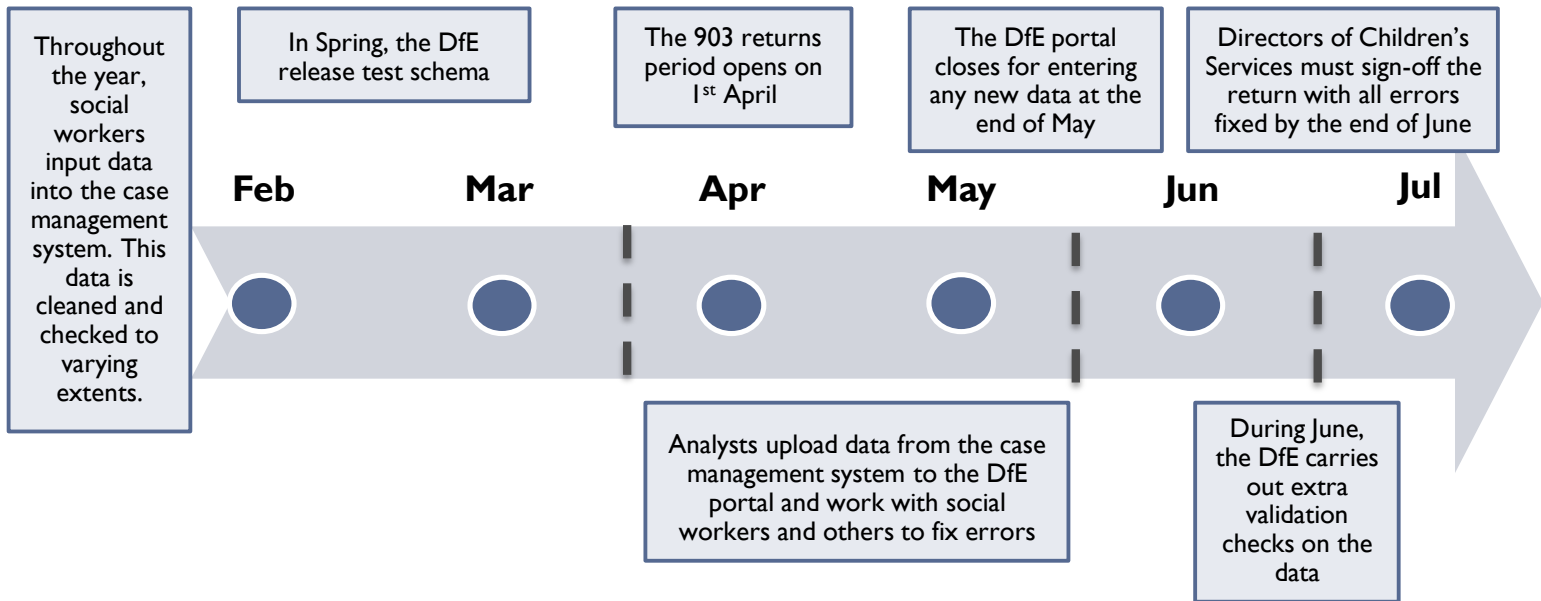 Throughout
the year,
social
workers
input data
into the case
management
system. This
data is
cleaned and
checked to
varying
extents.
In Spring, the DfE
release test schema
The 903 returns
period opens on
1st April
The DfE portal
closes for entering
any new data at the
end of May
Directors of Children’s
Services must sign-off the
return with all errors
fixed by the end of June
Feb
Mar
Apr
May
Jun
Jul
Analysts upload data from the case
management system to the DfE
portal and work with social
workers and others to fix errors
During June,
the DfE carries
out extra
validation
checks on the
data